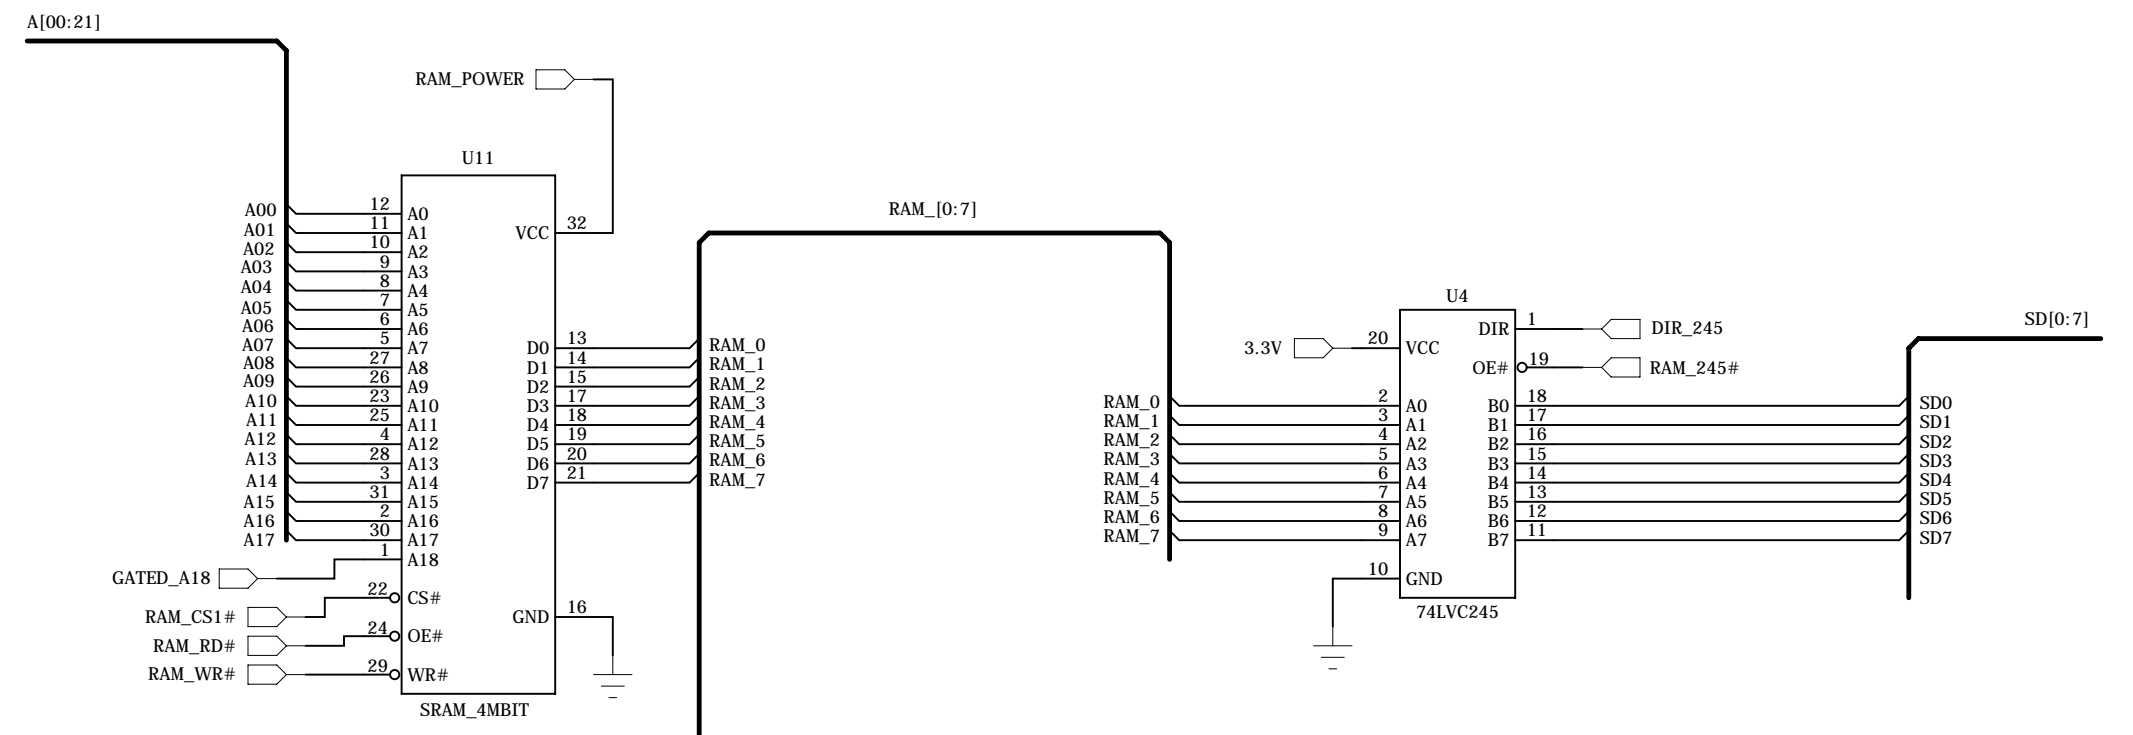 A[00:21]
RAM_POWER
U11
A00 12 A0
A01 11 A1
A02 10 A2
A03 9 A3
A04 8 A4
A05 7 A5
A06 6 A6
A07 5 A7
A08 27 A8
A09 26 A9
A10 23 A10
A11 25 A11
A12 4 A12
A13 28 A13
A14 3 A14
A15 31 A15
A16 2 A16
A17 30 A17
1 A18
GATED_A18
22 CS#
RAM_CS1#
24 OE#
RAM_RD#
29 WR#
RAM_WR#
VCC 32
D0 13 RAM_0
D1 14 RAM_1
D2 15 RAM_2
D3 17 RAM_3
D4 18 RAM_4
D5 19 RAM_5
D6 20 RAM_6
D7 21 RAM_7
GND 16
SRAM_4MBIT
RAM_[0:7]
U4
3.3V 20 VCC
RAM_0 2 A0
RAM_1 3 A1
RAM_2 4 A2
RAM_3 5 A3
RAM_4 6 A4
RAM_5 7 A5
RAM_6 8 A6
RAM_7 9 A7
10 GND
DIR 1 DIR_245
OE# 19 RAM_245#
B0 18 SD0
B1 17 SD1
B2 16 SD2
B3 15 SD3
B4 14 SD4
B5 13 SD5
B6 12 SD6
B7 11 SD7
74LVC245
SD[0:7]